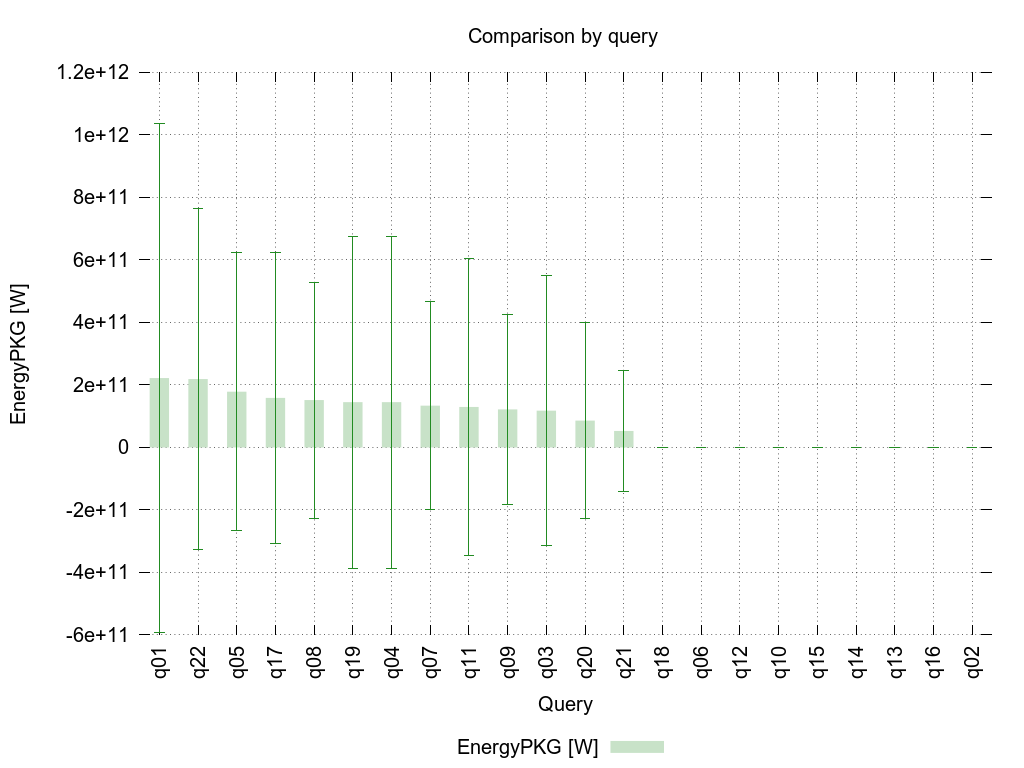 Comparison by query
1.2e+12
1e+12
8e+11
6e+11
4e+11
2e+11
0
-2e+11
-4e+11
-6e+11
EnergyPKG [W]
q01 q22 q05 q17 q08 q19 q04 q07 q11 q09 q03 q20 q21 q18 q06 q12 q10 q15 q14 q13 q16 q02
Query
EnergyPKG [W]